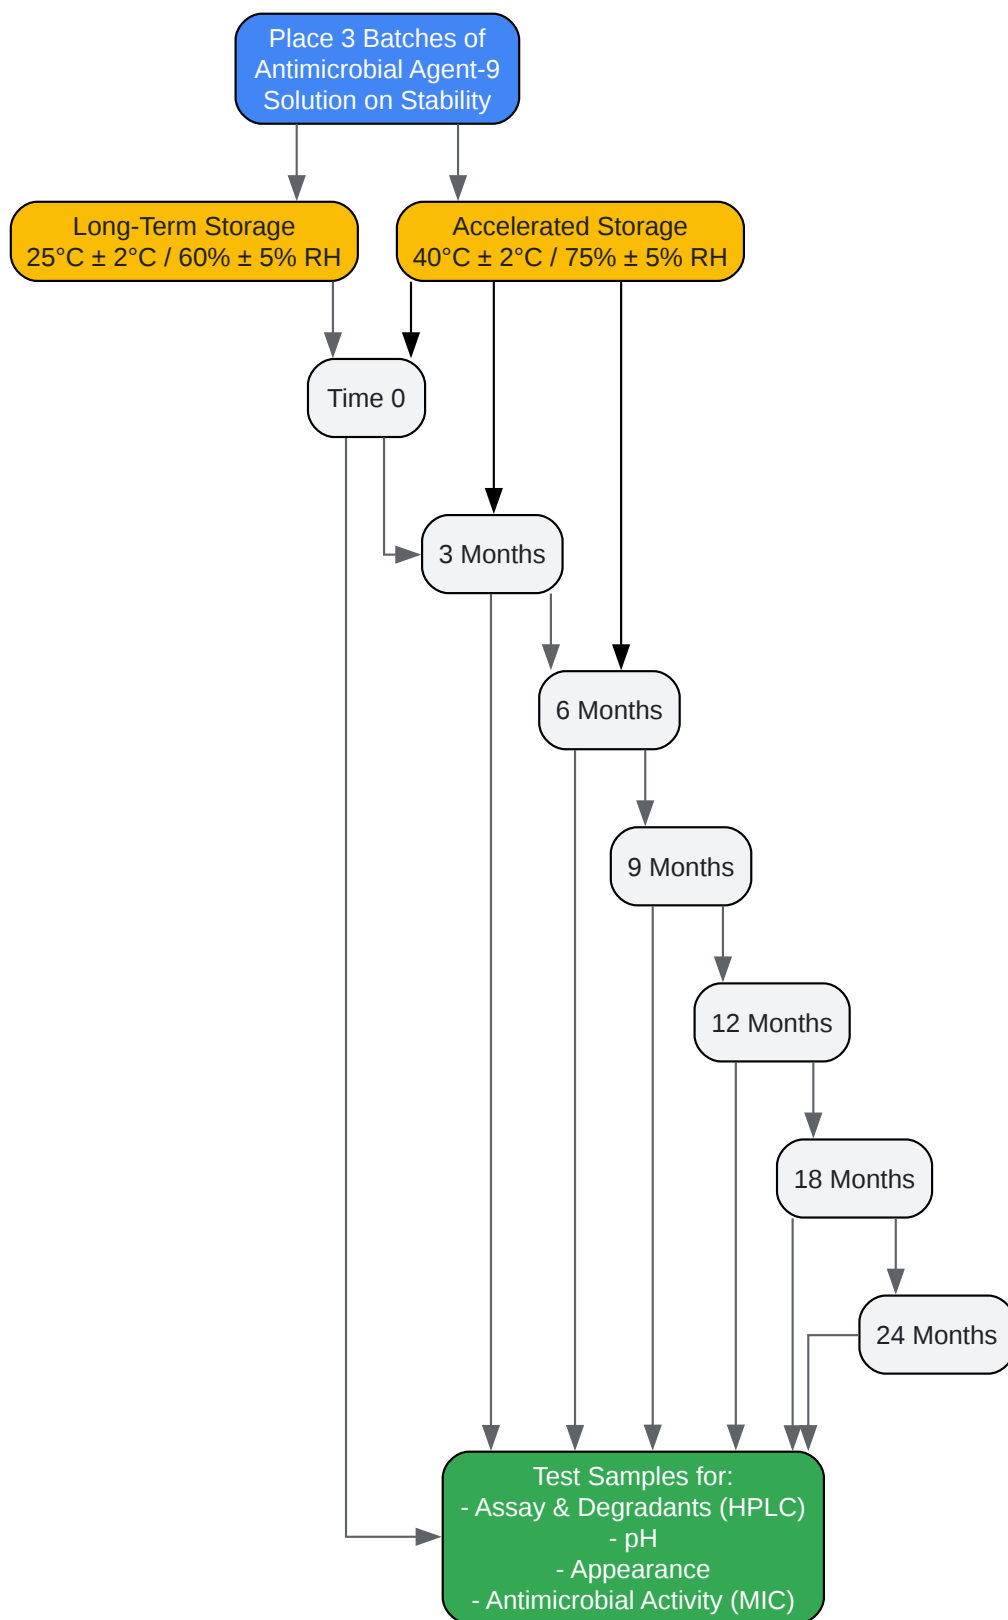 Place 3 Batches of
Antimicrobial Agent-9
Solution on Stability
Long-Term Storage
25°C ± 2°C / 60% ± 5% RH
Accelerated Storage
40°C ± 2°C / 75% ± 5% RH
Time 0
3 Months
6 Months
9 Months
12 Months
18 Months
24 Months
Test Samples for:
- Assay & Degradants (HPLC)
- pH
- Appearance
- Antimicrobial Activity (MIC)